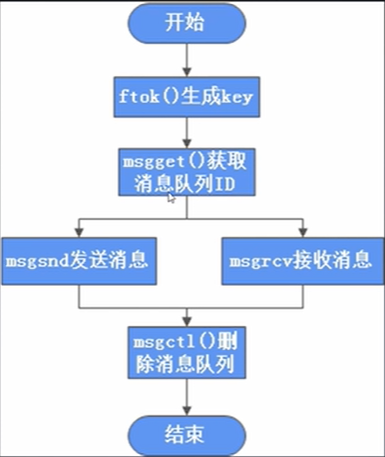 开始
ftok()生成key
msgget()获取
消息队列ID
msgsnd发送消息
msgrcv接收消息
msgctl()删
除消息队列
结束